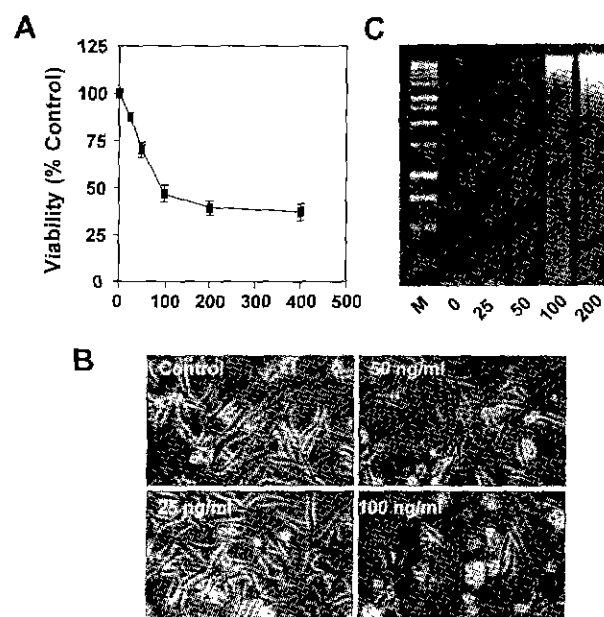 A
C
125
100
75
50
25
0
Viability (% Control)
0 100 200 300 400 500
M 0 25 50 100 200
B
Control
50 ng/ml
25 ng/ml
100 ng/ml